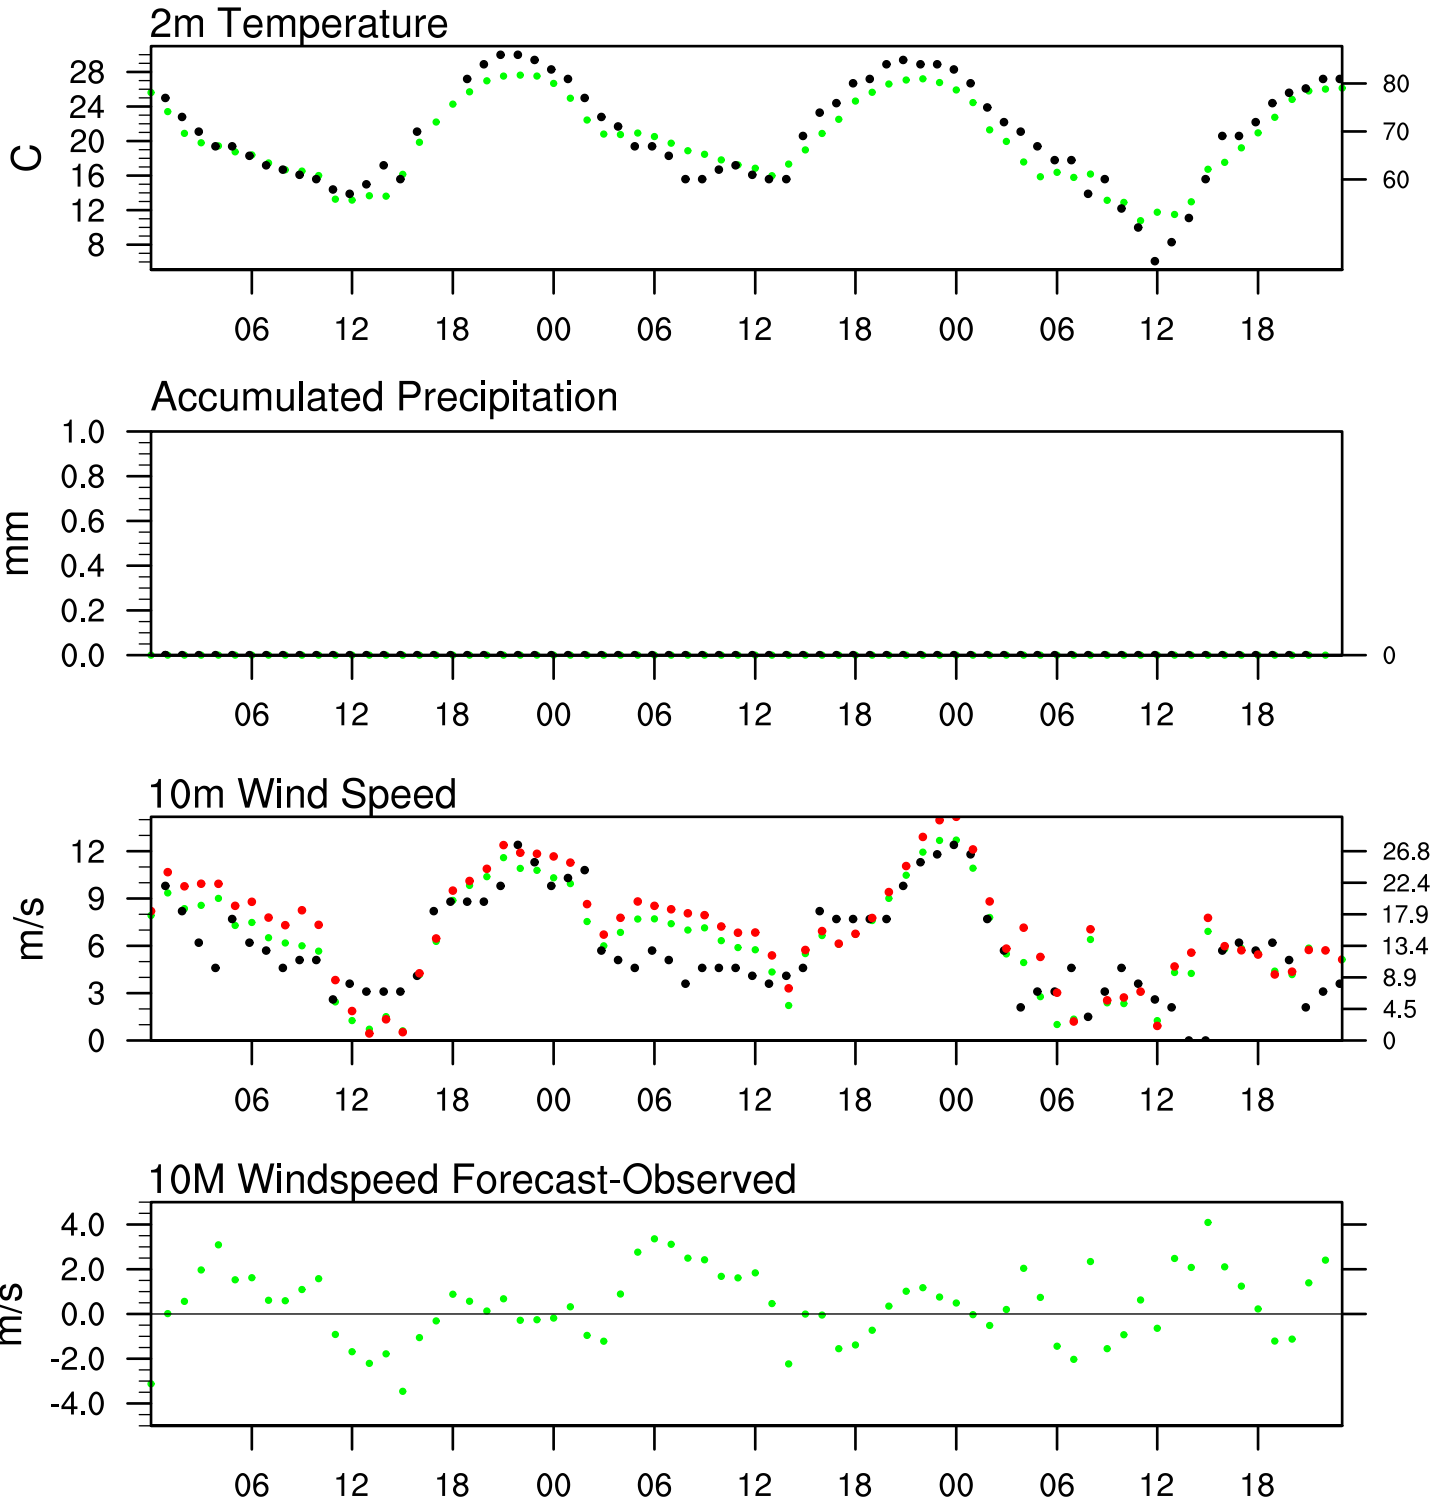 2m Temperature
28
24
20
16
12
8
C
80
70
60
06 12 18 00 06 12 18 00 06 12 18
Accumulated Precipitation
1.0
0.8
0.6
0.4
0.2
0.0
mm
0
06 12 18 00 06 12 18 00 06 12 18
10m Wind Speed
12
9
6
3
0
m/s
26.8
22.4
17.9
13.4
8.9
4.5
0
06 12 18 00 06 12 18 00 06 12 18
10M Windspeed Forecast-Observed
4.0
2.0
0.0
-2.0
-4.0
m/s
06 12 18 00 06 12 18 00 06 12 18